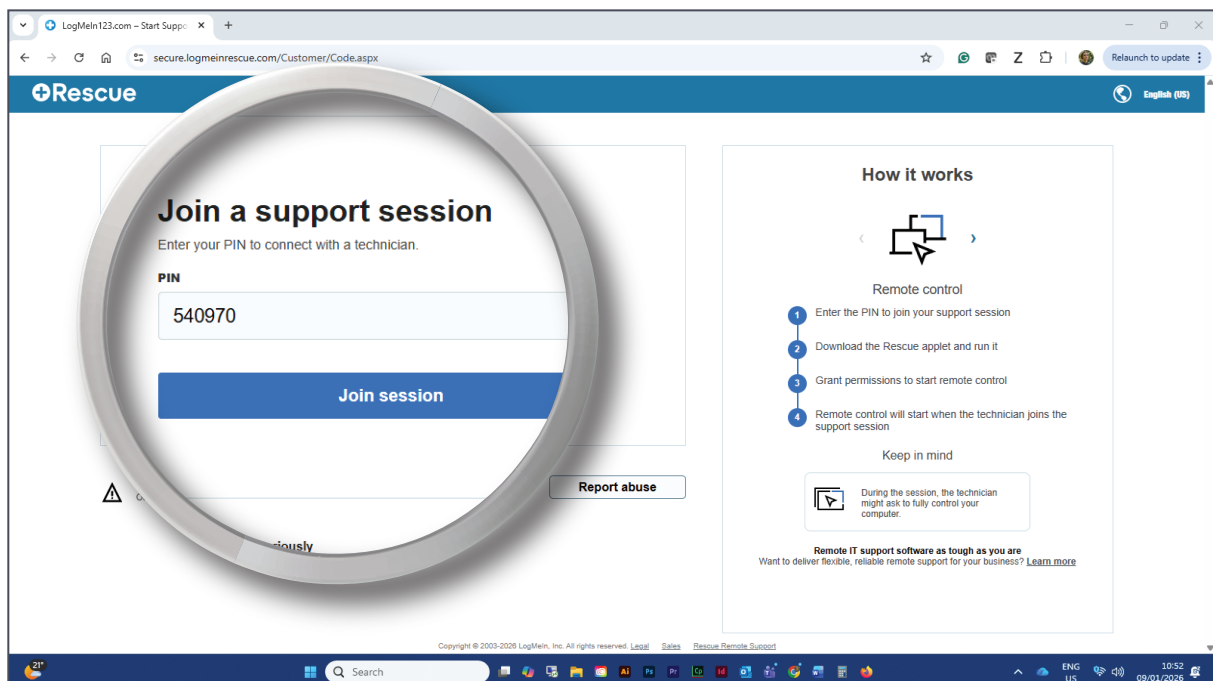 LogMeIn123.com – Start Suppo
secure.logmeinrescue.com/Customer/Code.aspx
Relaunch to update
Rescue
English (US)
Join a support session
Enter your PIN to connect with a technician.
PIN
540970
Join session
Report abuse
How it works
Remote control
1 Enter the PIN to join your support session
2 Download the Rescue applet and run it
3 Grant permissions to start remote control
4 Remote control will start when the technician joins the
support session
Keep in mind
During the session, the technician
might ask to fully control your
computer.
Remote IT support software as tough as you are
Want to deliver flexible, reliable remote support for your business? Learn more
Copyright © 2003-2026 LogMeIn, Inc. All rights reserved. Legal Sales Rescue Remote Support
21°
Search
ENG
US
10:52
09/01/2026